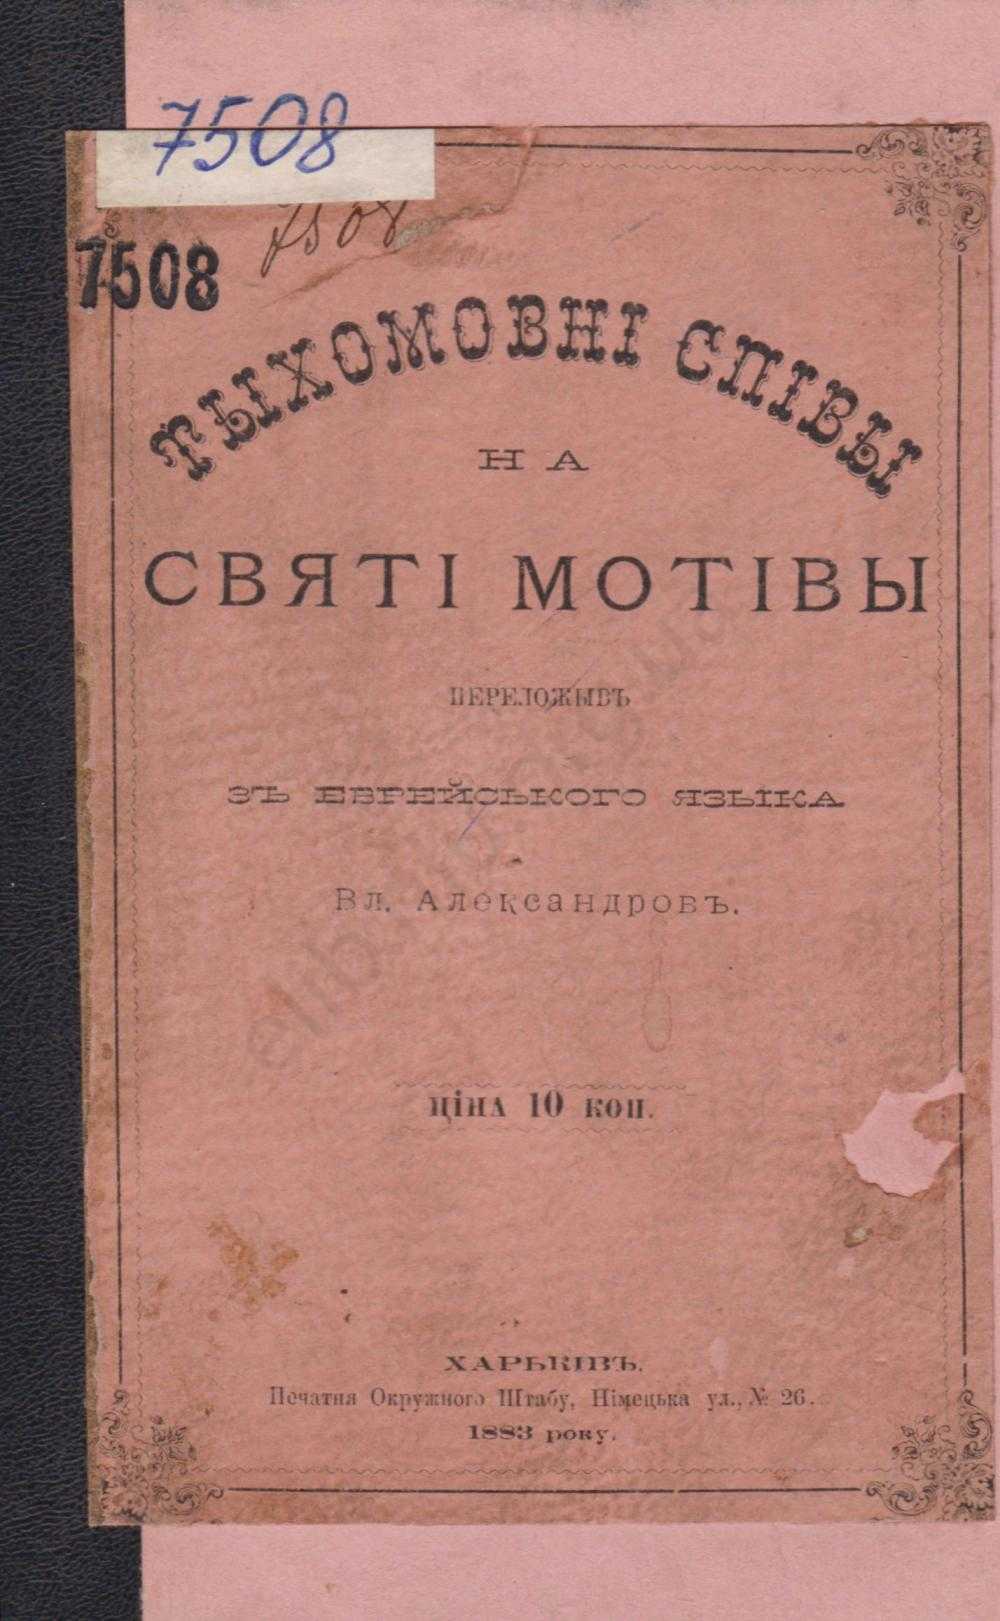 7508
7508
7508
ТЫХОМОВНІ СПІВЫ
НА
СВЯТІ МОТІВЫ
ПЕРЕЛОЖЫВЪ
ЗЪ ЕВРЕЙСЬКОГО ЯЗЫКА
Вл. Александровъ.
ціна 10 коп.
ХАРЬКІВЪ.
Печатня Окружного Штабу, Німецька ул., № 26.
1883 року.